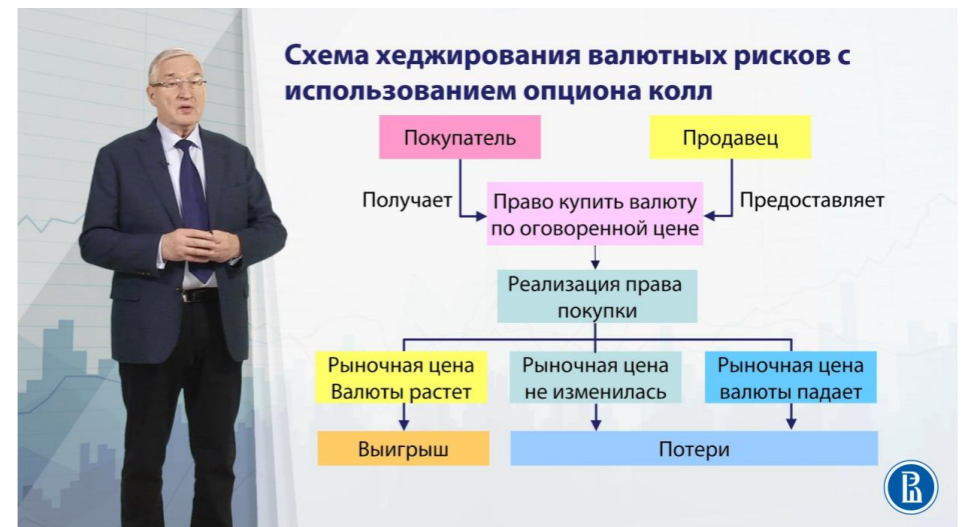 Схема хеджирования валютных рисков с
использованием опциона колл
Покупатель
Продавец
Получает
Право купить валюту
по оговоренной цене
Предоставляет
Реализация права
покупки
Рыночная цена
Валюты растет
Рыночная цена
не изменилась
Рыночная цена
валюты падает
Выигрыш
Потери